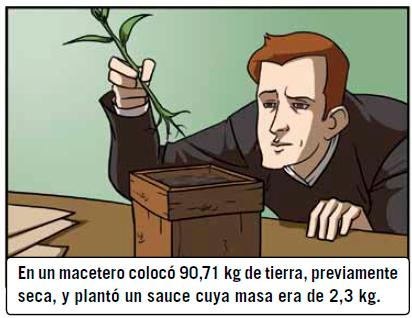 En un macetero colocó 90,71 kg de tierra, previamente
seca, y plantó un sauce cuya masa era de 2,3 kg.